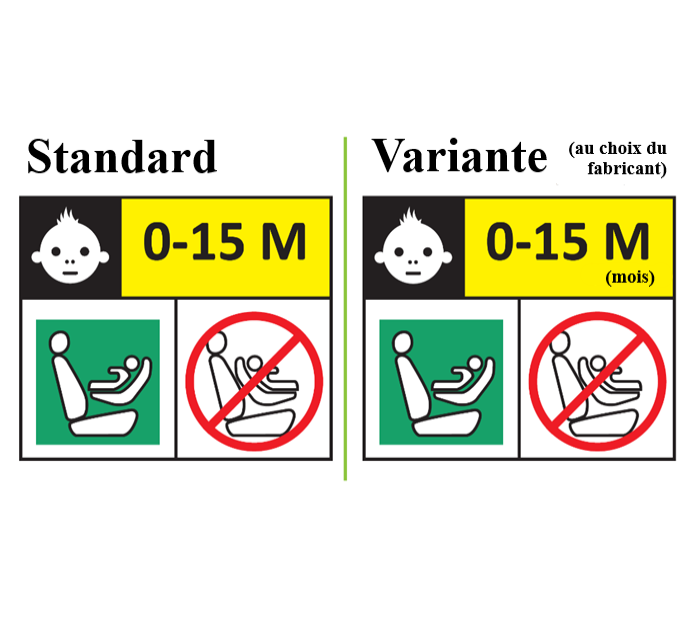 Standard
0-15 M
Variante
(au choix du
fabricant)
0-15 M
(mois)